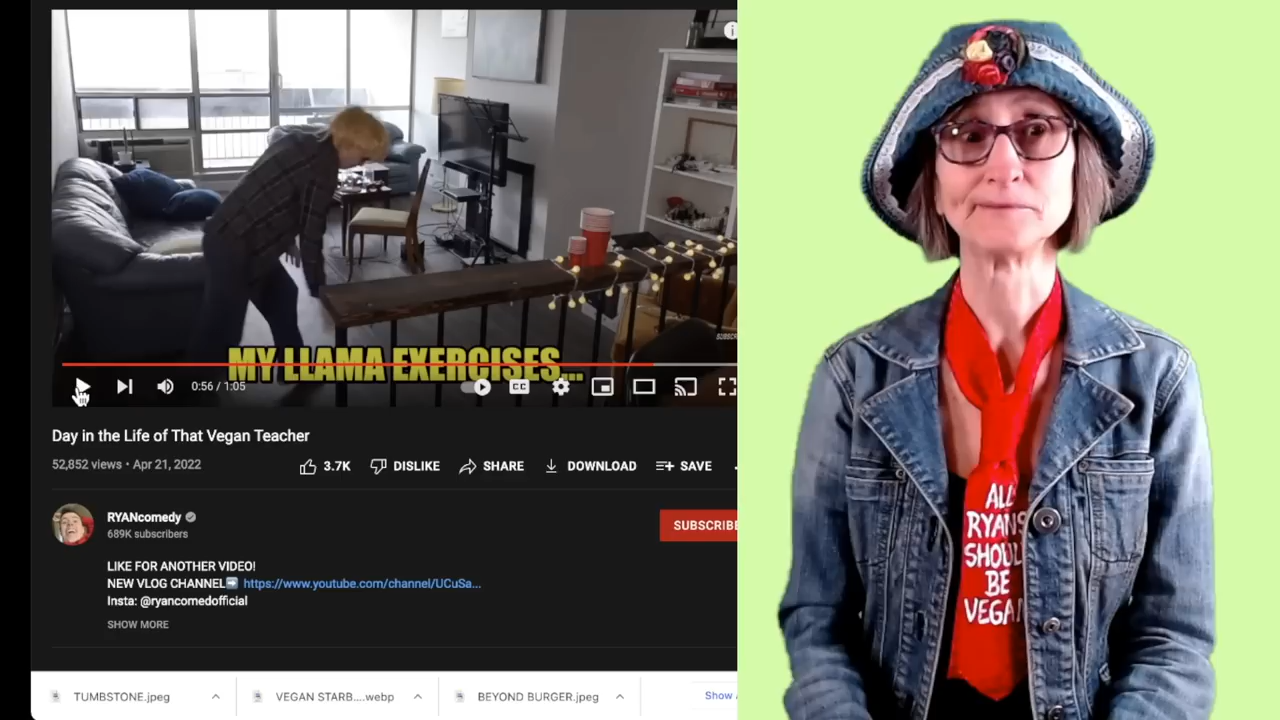 MY LLAMA EXERCISES...
0:56 / 1:05
CC
Day in the Life of That Vegan Teacher
52,852 views • Apr 21, 2022
3.7K
DISLIKE
SHARE
DOWNLOAD
SAVE
RYANcomedy
689K subscribers
SUBSCRIBE
LIKE FOR ANOTHER VIDEO!
NEW VLOG CHANNEL➡ https://www.youtube.com/channel/UCuSa...
Insta: @ryancomedofficial
SHOW MORE
TUMBSTONE.jpeg
VEGAN STARB....webp
BEYOND BURGER.jpeg
Show
ALL
RYANS
SHOUL
BE
VEGAN